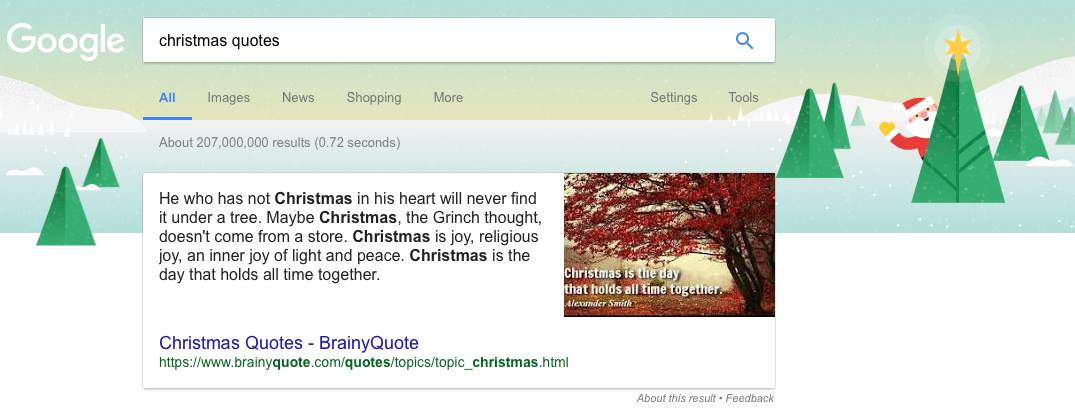 Google
christmas quotes
All Images News Shopping More Settings Tools
About 207,000,000 results (0.72 seconds)
He who has not Christmas in his heart will never find
it under a tree. Maybe Christmas, the Grinch thought,
doesn't come from a store. Christmas is joy, religious
joy, an inner joy of light and peace. Christmas is the
day that holds all time together.
Christmas is the day
that holds all time together.
Alexander Smith
Christmas Quotes - BrainyQuote
https://www.brainyquote.com/quotes/topics/topic_christmas.html
About this result • Feedback